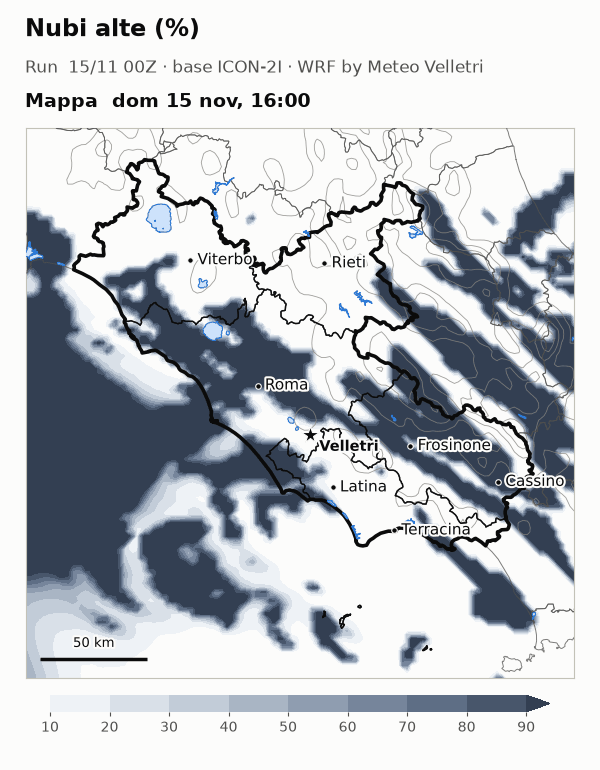 Nubi alte (%)
Run 15/11 00Z · base ICON-2I · WRF by Meteo Velletri
Mappa dom 15 nov, 16:00
Viterbo
Rieti
Roma
Velletri
Frosinone
Cassino
Latina
Terracina
50 km
10 20 30 40 50 60 70 80 90